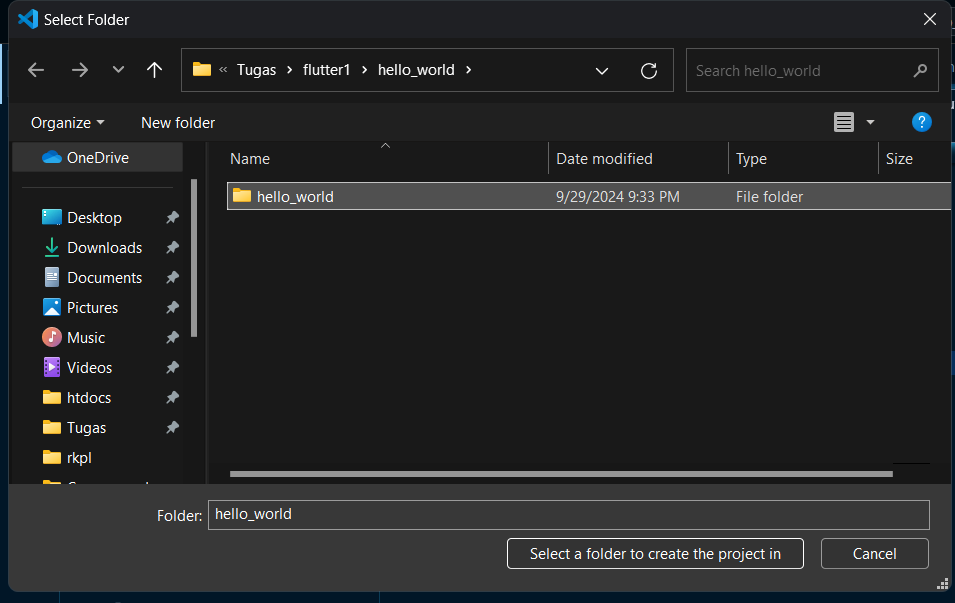 Select Folder
« Tugas > flutter1 > hello_world >
Search hello_world
Organize
New folder
?
OneDrive
Name
Date modified
Type
Size
hello_world
9/29/2024 9:33 PM
File folder
Desktop
Downloads
Documents
Pictures
Music
Videos
htdocs
Tugas
rkpl
Folder:
hello_world
Select a folder to create the project in
Cancel